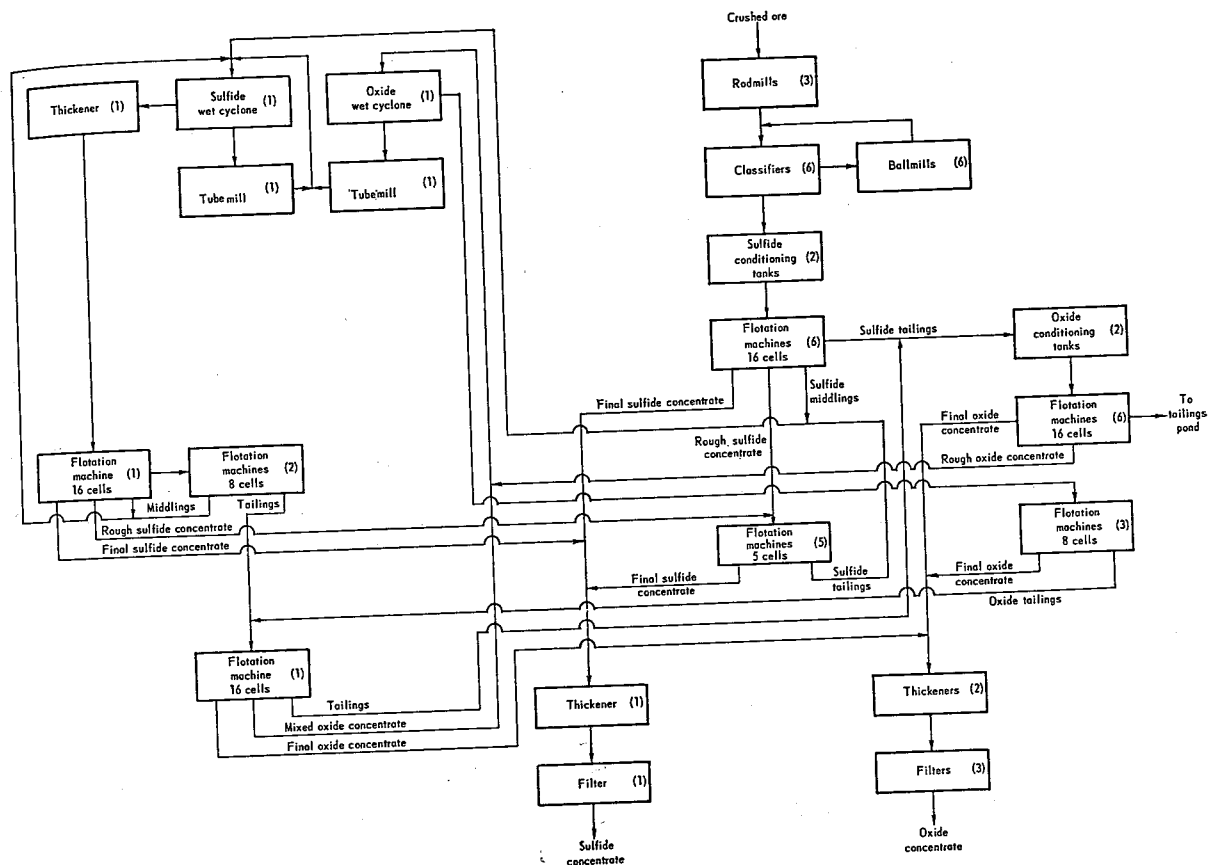 Crushed ore
Rodmills (3)
Classifiers (6)
Ballmills (6)
Sulfide
conditioning (2)
tanks
Flotation
machines (6)
16 cells
Sulfide tailings
Oxide
conditioning (2)
tanks
Sulfide
middlings
Final sulfide concentrate
Rough sulfide
concentrate
Final oxide
concentrate
Flotation
machines (6)
16 cells
To
tailings
pond
Rough oxide concentrate
Thickener (1)
Sulfide
wet cyclone (1)
Oxide
wet cyclone (1)
Tube mill (1)
'Tube'mill (1)
Flotation
machine (1)
16 cells
Flotation
machines (2)
8 cells
Middlings
Tailings
Rough sulfide concentrate
Final sulfide concentrate
Flotation
machines (5)
5 cells
Final sulfide
concentrate
Sulfide
tailings
Flotation
machines (3)
8 cells
Final oxide
concentrate
Oxide tailings
Flotation
machine (1)
16 cells
Tailings
Mixed oxide concentrate
Final oxide concentrate
Thickener (1)
Filter (1)
Sulfide
concentrate
Thickeners (2)
Filters (3)
Oxide
concentrate